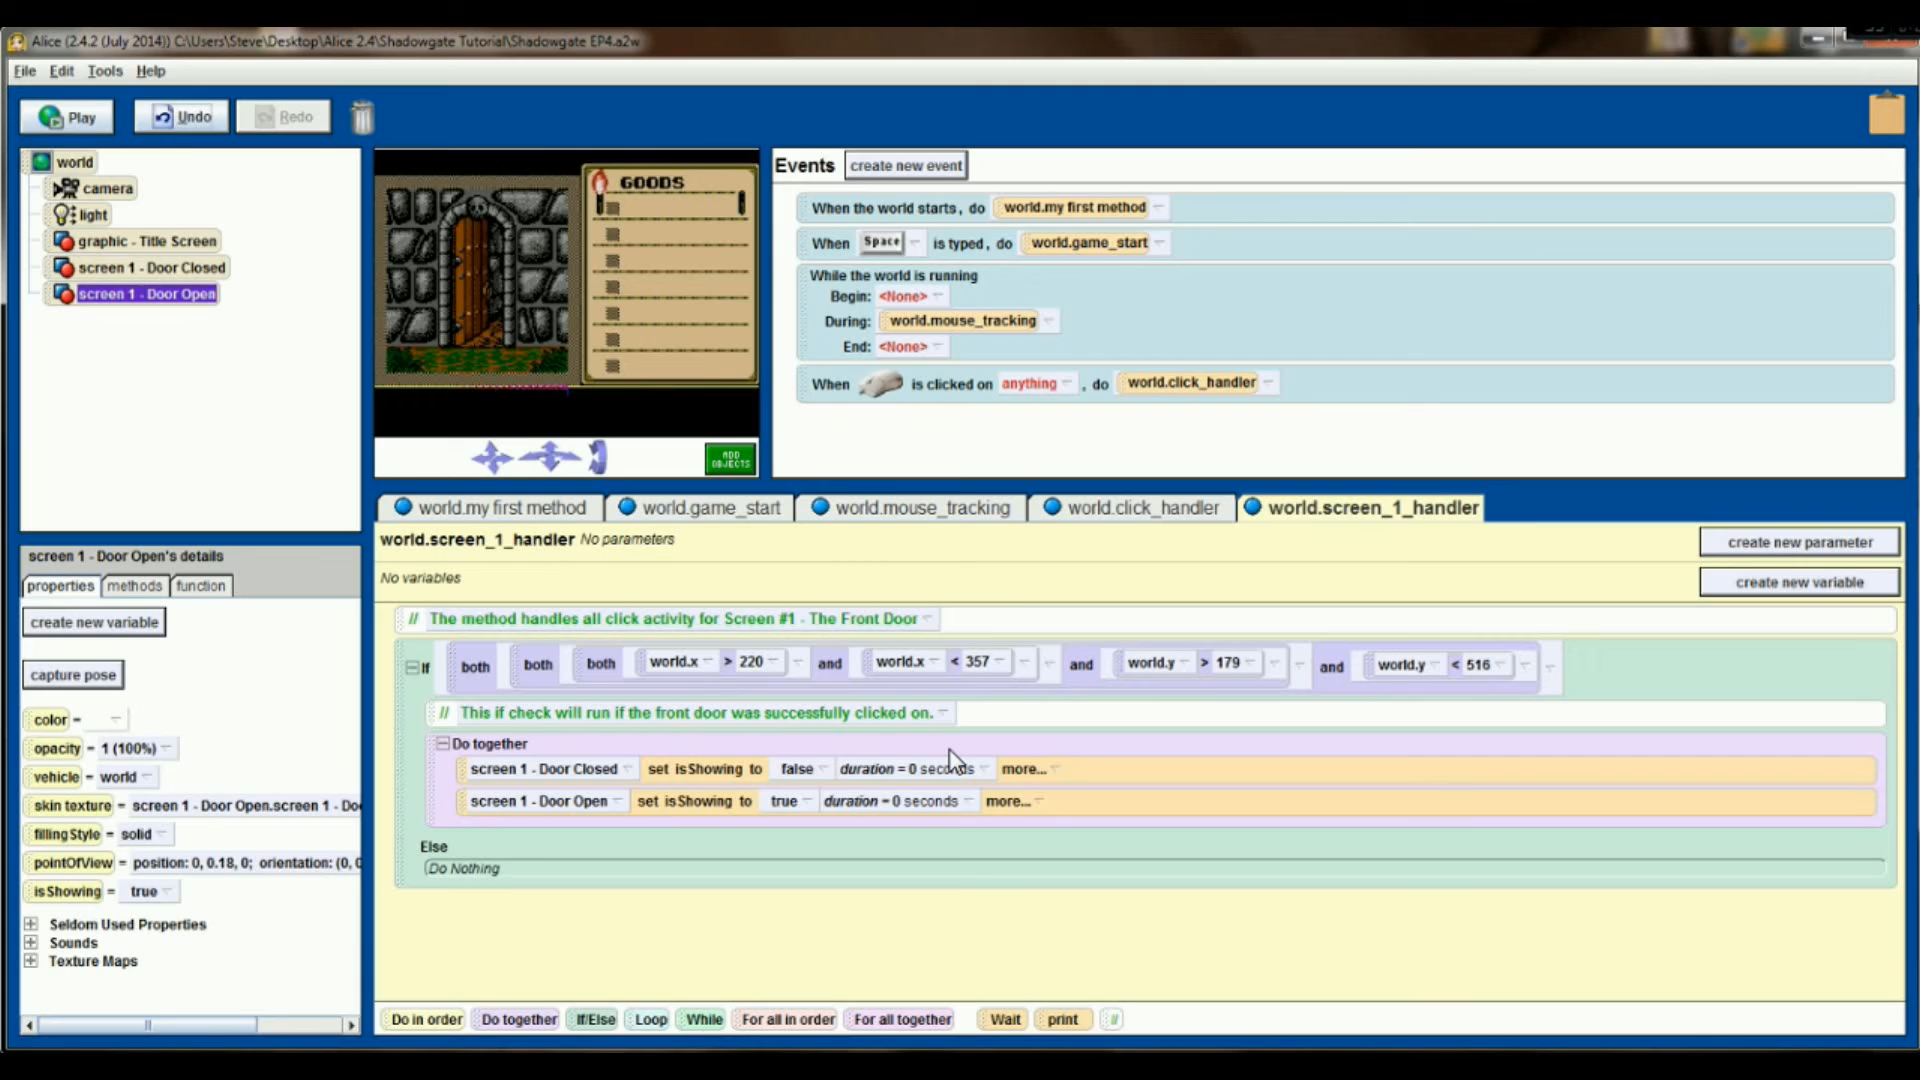 Alice (2.4.2 (July 2014)) C:\Users\Steve\Desktop\Alice 2.4\Shadowgate Tutorial\Shadowgate EP4.a2w
File Edit Tools Help
Play Undo Redo
world
camera
light
graphic - Title Screen
screen 1 - Door Closed
screen 1 - Door Open
GOODS
ADD OBJECTS
Events create new event
When the world starts, do world.my first method
When Space is typed, do world.game_start
While the world is running
Begin: <None>
During: world.mouse_tracking
End: <None>
When is clicked on anything , do world.click_handler
screen 1 - Door Open's details
properties methods function
create new variable
capture pose
color =
opacity = 1 (100%)
vehicle = world
skin texture = screen 1 - Door Open.screen 1 - Do
fillingStyle = solid
pointOfView = position: 0, 0.18, 0; orientation: (0, 0
isShowing = true
Seldom Used Properties
Sounds
Texture Maps
world.my first method world.game_start world.mouse_tracking world.click_handler world.screen_1_handler
world.screen_1_handler No parameters
create new parameter
No variables
create new variable
// The method handles all click activity for Screen #1 - The Front Door
If both both both world.x > 220 and world.x < 357 and world.y > 179 and world.y < 516
// This if check will run if the front door was successfully clicked on.
Do together
screen 1 - Door Closed set isShowing to false duration = 0 seconds more...
screen 1 - Door Open set isShowing to true duration = 0 seconds more...
Else
(Do Nothing
Do in order Do together If/Else Loop While For all in order For all together Wait print //